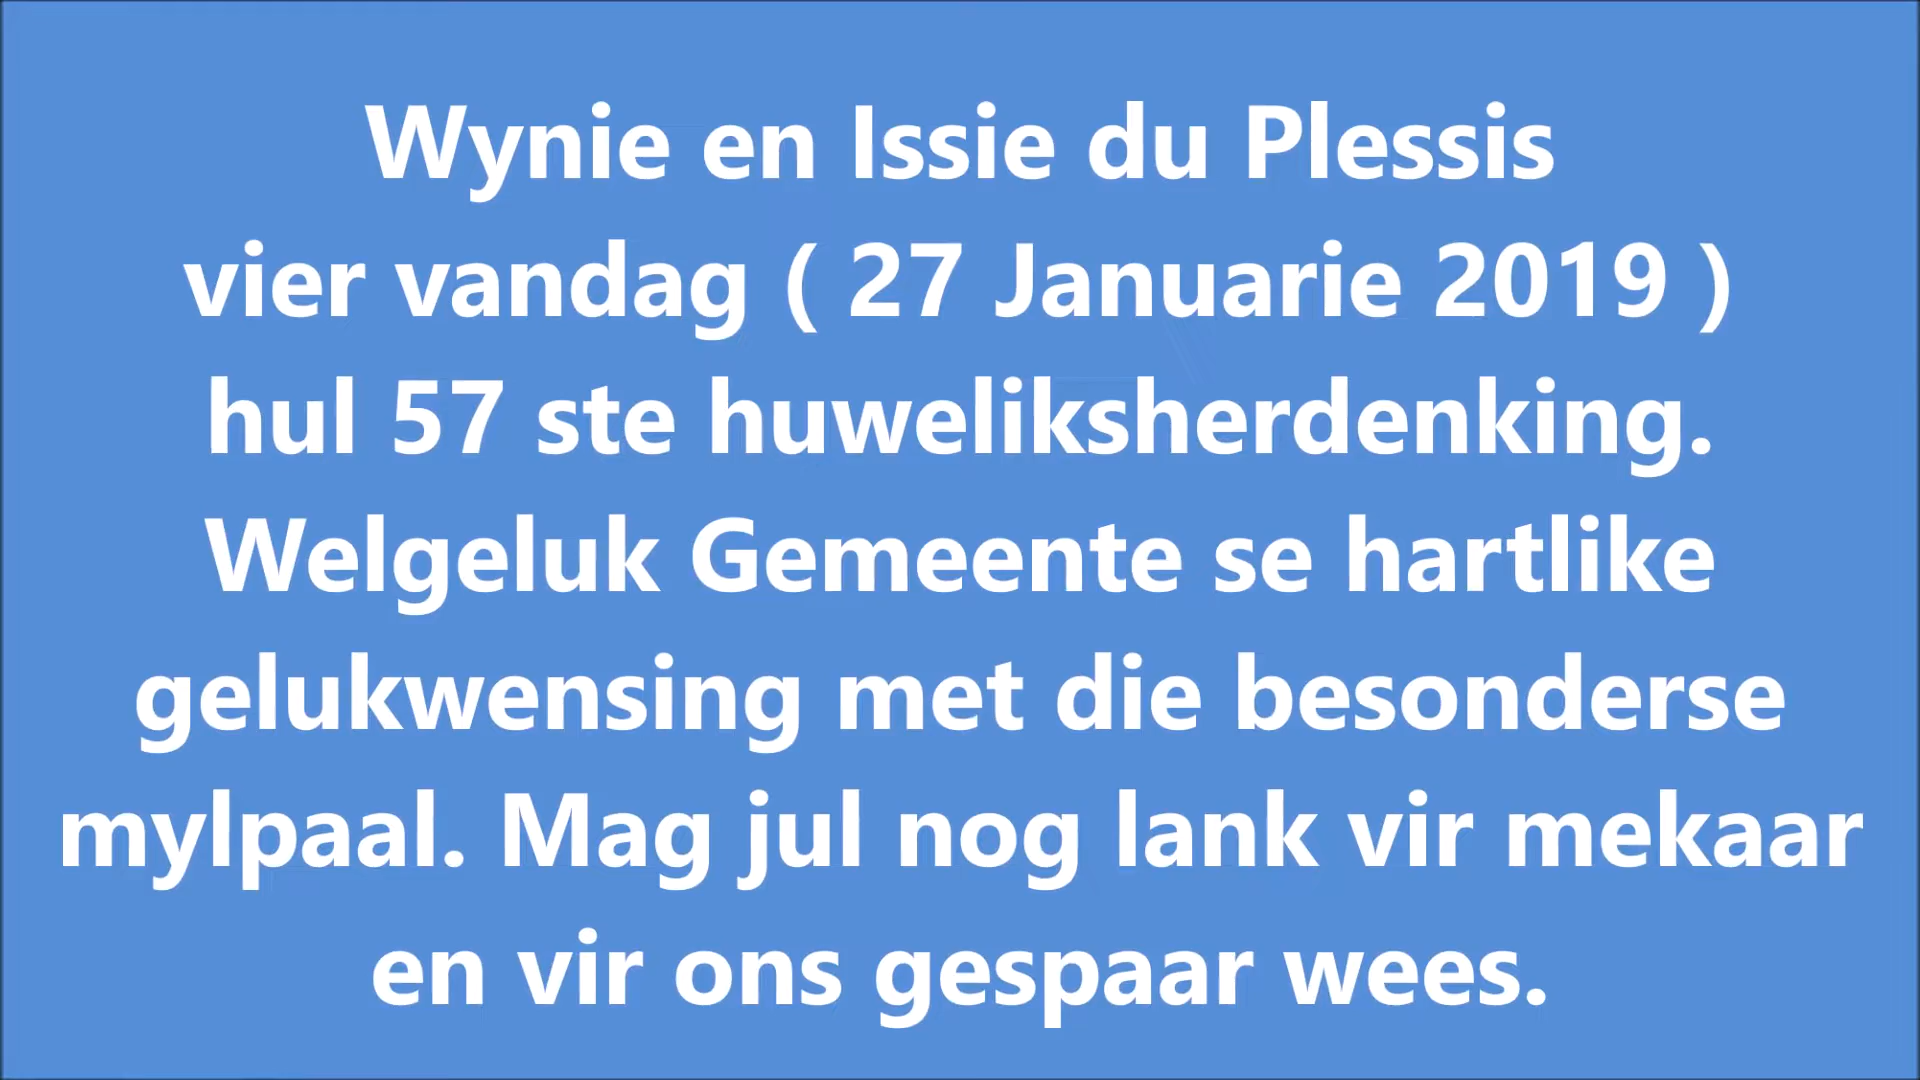 Wynie en Issie du Plessis
vier vandag ( 27 Januarie 2019 )
hul 57 ste huweliksherdenking.
Welgeluk Gemeente se hartlike
gelukwensing met die besonderse
mylpaal. Mag jul nog lank vir mekaar
en vir ons gespaar wees.